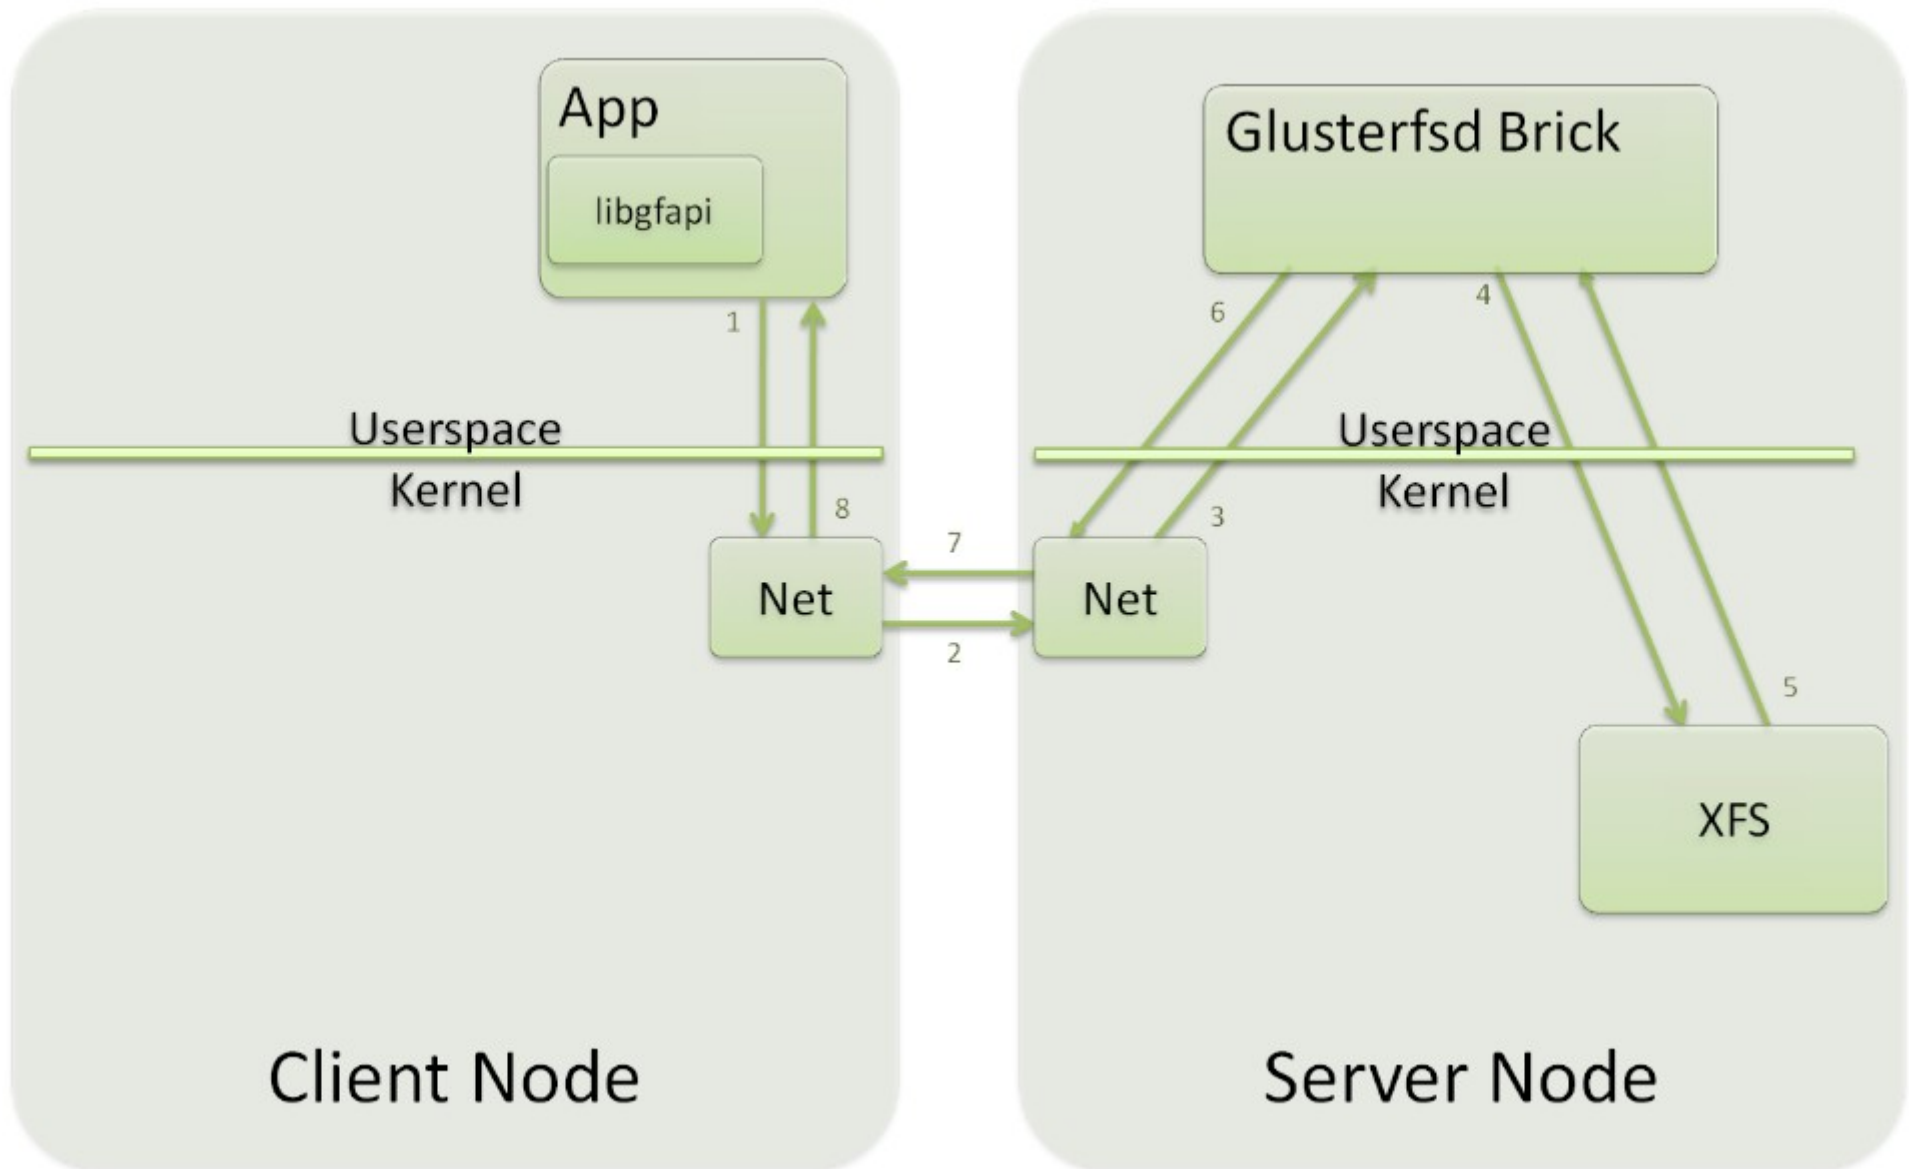 App
libgfapi
1
Userspace
Kernel
8
Net
7
2
Client Node
Glusterfsd Brick
6
4
Userspace
Kernel
3
Net
5
XFS
Server Node